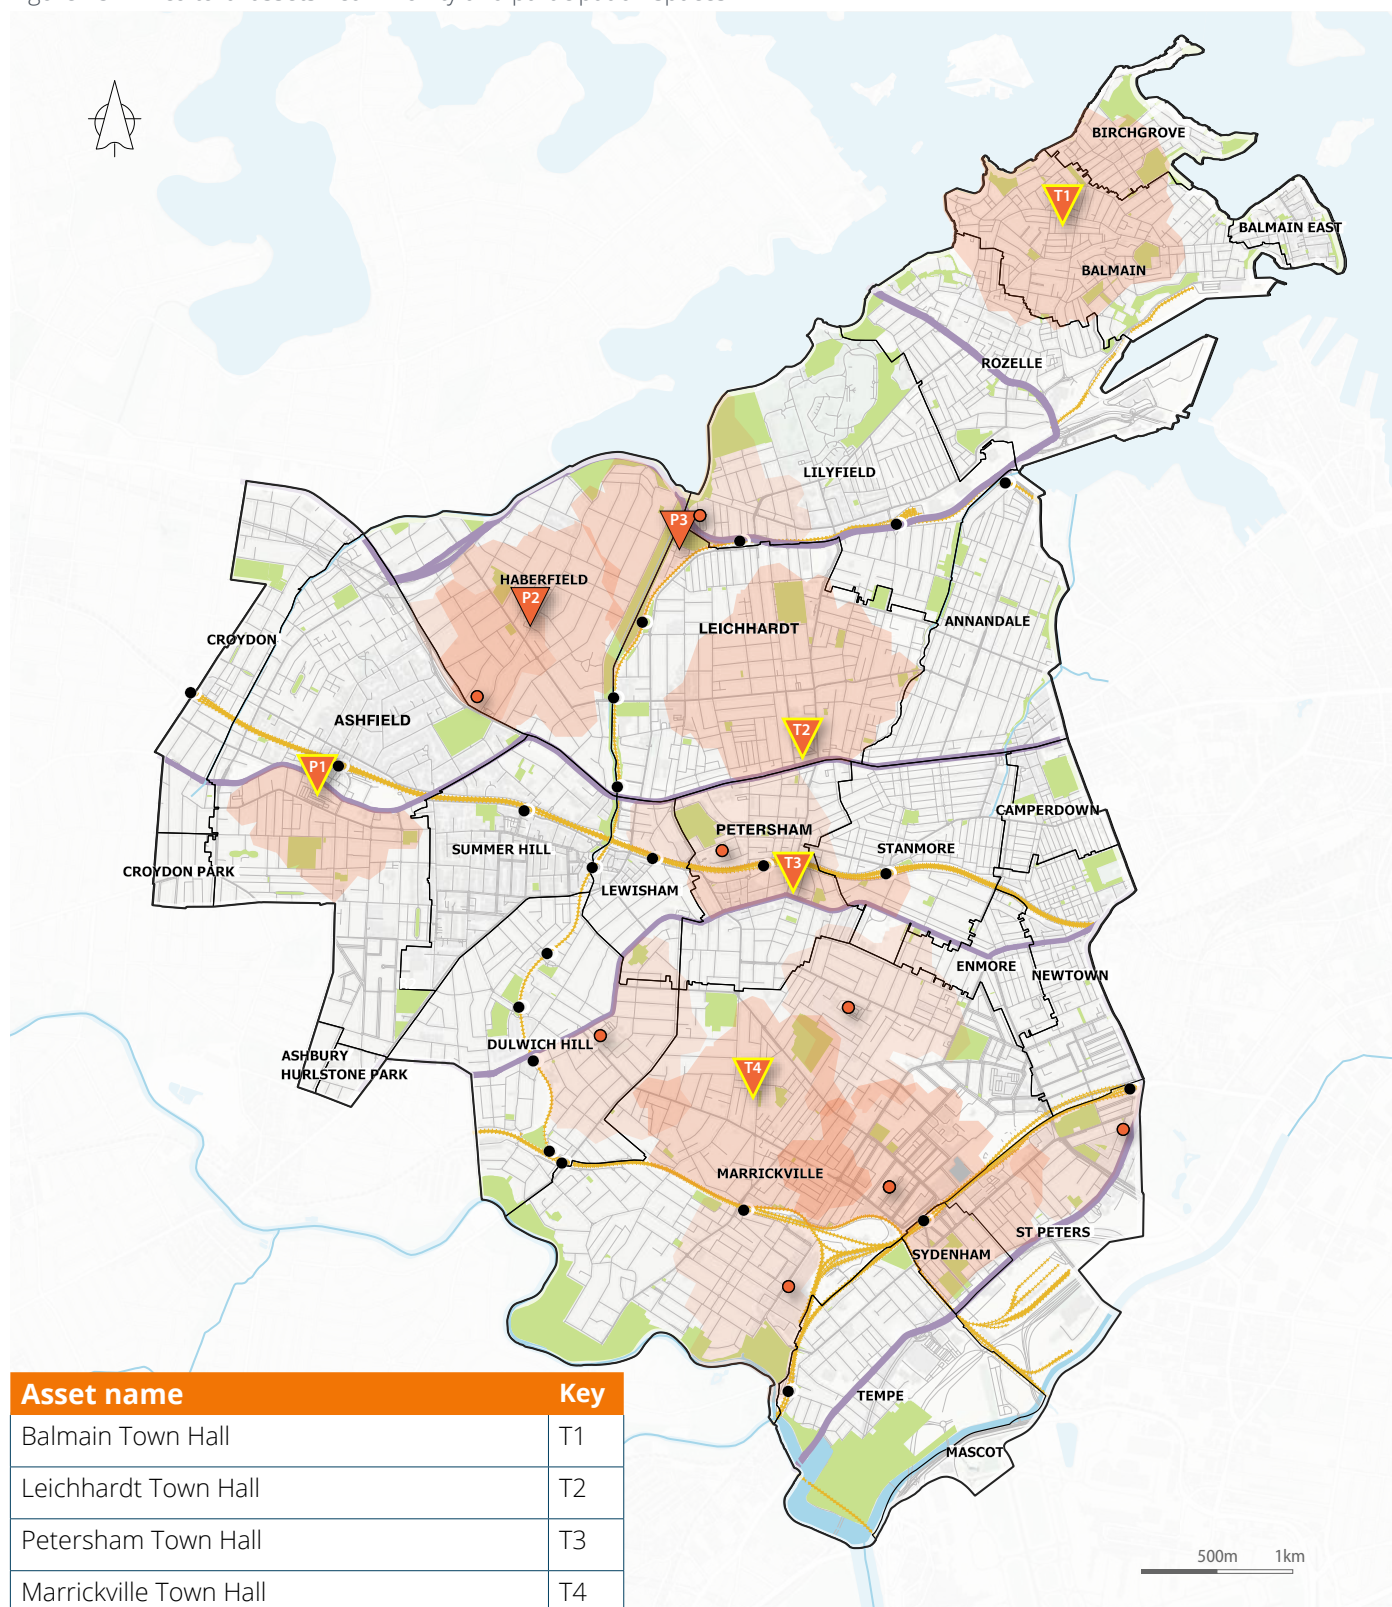 BIRCHGROVE
T1
BALMAIN EAST
BALMAIN
ROZELLE
LILYFIELD
P3
HABERFIELD
P2
LEICHHARDT
ANNANDALE
CROYDON
ASHFIELD
T2
P1
CAMPERDOWN
PETERSHAM
STANMORE
SUMMER HILL
T3
CROYDON PARK
LEWISHAM
ENMORE
NEWTOWN
DULWICH HILL
ASHBURY
HURLSTONE PARK
T4
MARRICKVILLE
ST PETERS
SYDENHAM
TEMPE
MASCOT
500m 1km
Asset name Key
Balmain Town Hall T1
Leichhardt Town Hall T2
Petersham Town Hall T3
Marrickville Town Hall T4